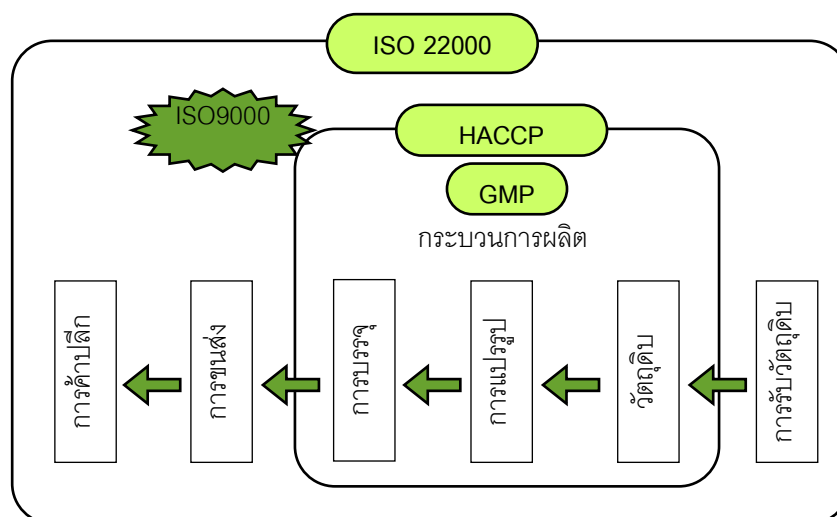 ISO 22000
ISO9000
HACCP
GMP
กระบวนการผลิต
การค้าปลีก
การขนส่ง
การบรรจุ
การแปรรูป
วัตถุดิบ
การรับวัตถุดิบ